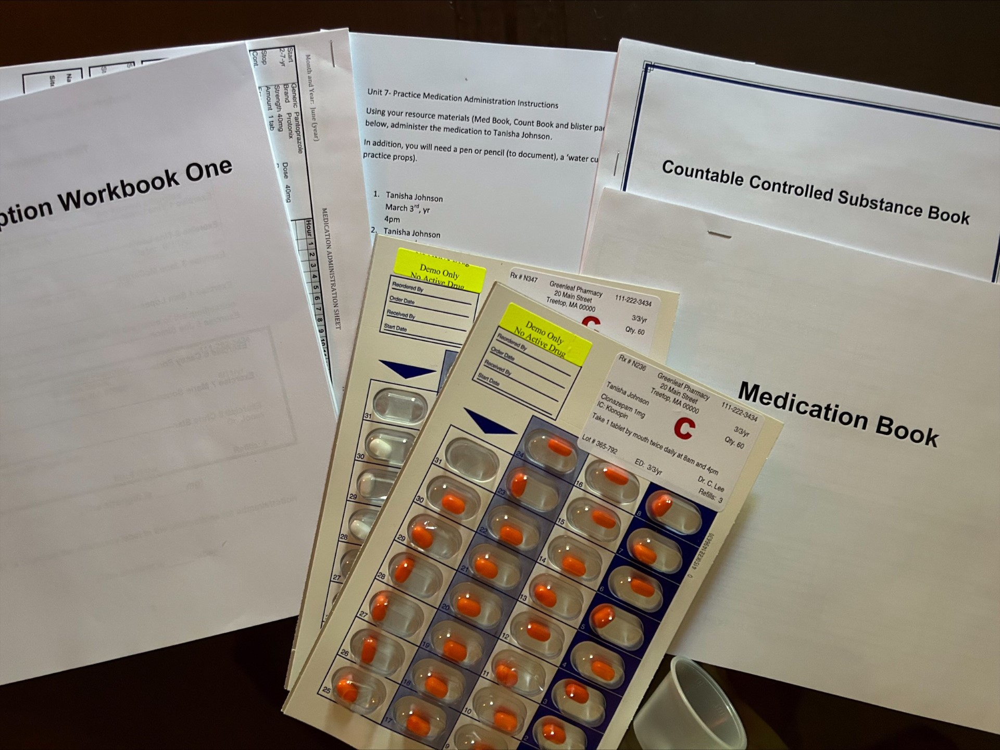 ption Workbook One
Na
Sit
St
S
Start
2-7-yr
Stop
Cont.
Generic Pantoprazole
Brand Protonix
Strength 40mg
Amount 1 tab
Dose 40mg
Month and Year: June (year)
MEDICATION ADMINISTRATION SHEET
Hour 1 2 3 4 5 6 7 8 9 10
Unit 7- Practice Medication Administration Instructions
Using your resource materials (Med Book, Count Book and blister pa
below, administer the medication to Tanisha Johnson.
In addition, you will need a pen or pencil (to document), a ‘water cu
practice props).
1. Tanisha Johnson
March 3rd, yr
4pm
2. Tanisha Johnson
Countable Controlled Substance Book
Medication Book
Demo Only
No Active Drug
Reordered By
Order Date
Received By
Start Date
Rx # N347
Greenleaf Pharmacy
20 Main Street
Treetop, MA 00000
111-222-3434
3/3/yr
Qty. 60
C
31
30
29
28
27
Demo Only
No Active Drug
Reordered By
Order Date
Received By
Start Date
Rx # N236
Greenleaf Pharmacy
20 Main Street
Treetop, MA 00000
111-222-3434
3/3/yr
Qty. 60
Tanisha Johnson
Clonazepam 1mg
IC: Klonopin
C
Take 1 tablet by mouth twice daily at 8am and 4pm
Lot # 365-792
ED: 3/3/yr
Dr. C. Lee
Refills: 3
31
30
29
28
27
26
25
24
23
22
21
20
19
18
17
16
15
14
13
12
11
10
9
8
7
6
5
4
3
2